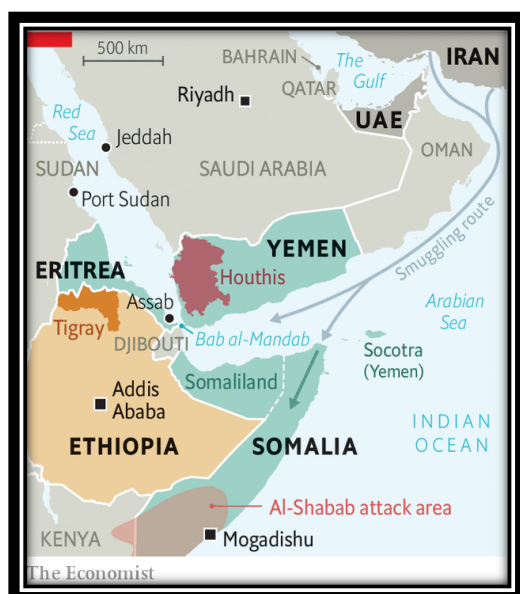 500 km
BAHRAIN
The
Gulf
IRAN
Riyadh
QATAR
UAE
Red
Sea
Jeddah
OMAN
SUDAN
SAUDI ARABIA
Port Sudan
Smuggling route
YEMEN
ERITREA
Houthis
Assab
Arabian
Sea
Tigray
Bab al-Mandab
DJIBOUTI
Socotra
(Yemen)
Somaliland
Addis
Ababa
INDIAN
OCEAN
ETHIOPIA
SOMALIA
Al-Shabab attack area
KENYA
Mogadishu
The Economist